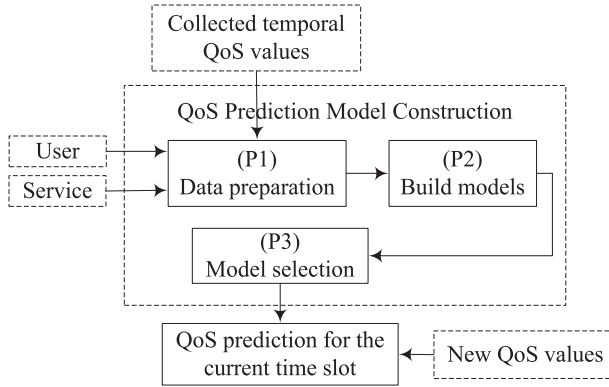 Collected temporal
QoS values
QoS Prediction Model Construction
User
Service
(P1)
Data preparation
(P2)
Build models
(P3)
Model selection
QoS prediction for the
current time slot
New QoS values